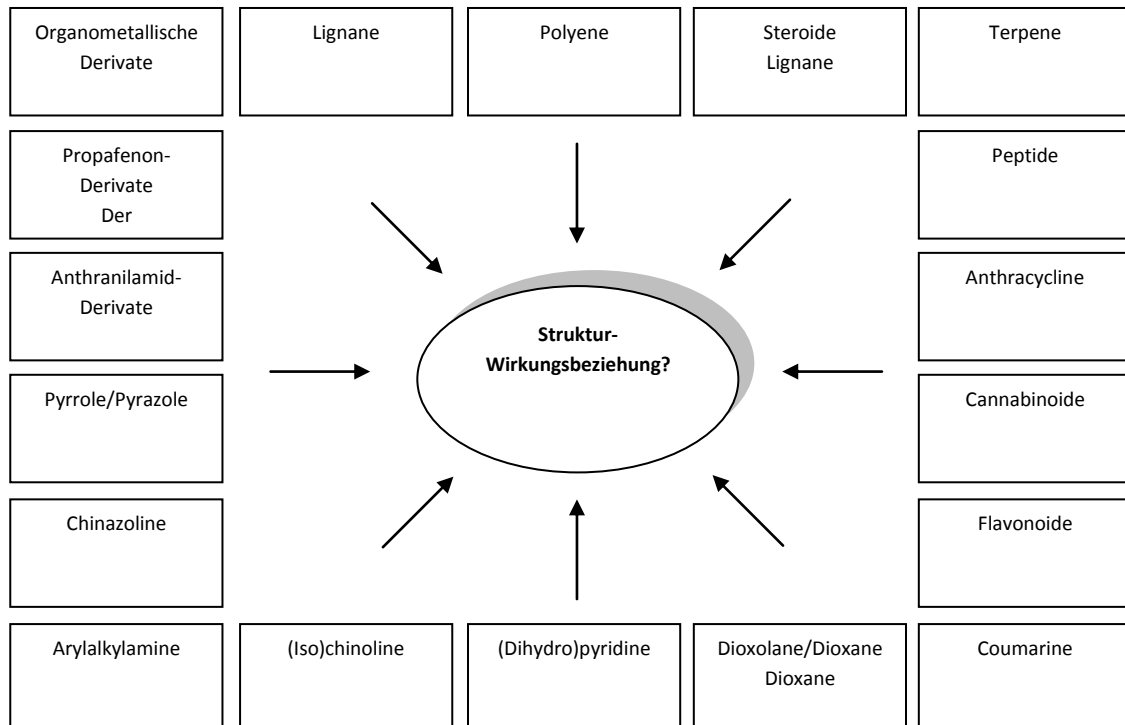 Organometallische
Derivate
Lignane
Polyene
Steroide
Lignane
Terpene
Propafenon-
Derivate
Der
Peptide
Anthranilamid-
Derivate
Anthracycline
Struktur-
Wirkungsbeziehung?
Pyrrole/Pyrazole
Cannabinoide
Chinazoline
Flavonoide
Arylalkylamine
(Iso)chinoline
(Dihydro)pyridine
Dioxolane/Dioxane
Dioxane
Coumarine